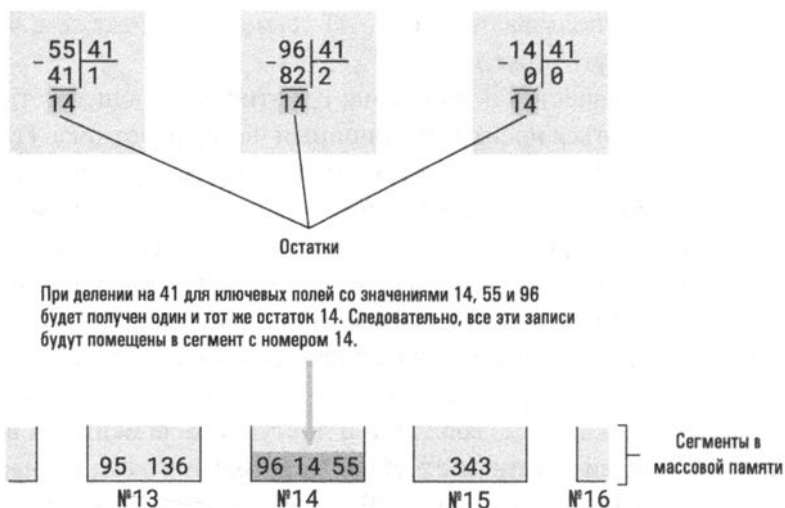 55 41
41 1
14
96 41
82 2
14
14 41
0 0
14
Остатки
При делении на 41 для ключевых полей со значениями 14, 55 и 96
будет получен один и тот же остаток 14. Следовательно, все эти записи
будут помещены в сегмент с номером 14.
95 136
96 14 55
343
Сегменты в
массовой памяти
№13
№14
№15
№16